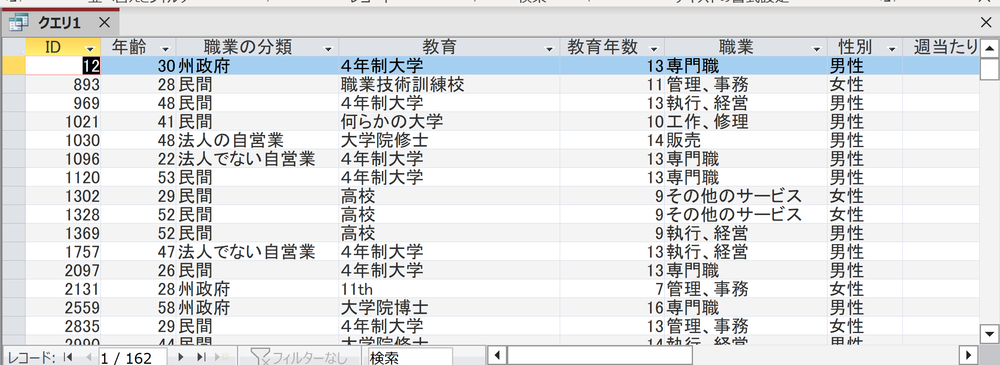 クエリ1
ID 年齢 職業の分類 教育 教育年数 職業 性別 週当たり
12 30 州政府 4年制大学 13 専門職 男性
893 28 民間 職業技術訓練校 11 管理、事務 女性
969 48 民間 4年制大学 13 執行、経営 男性
1021 41 民間 何らかの大学 10 工作、修理 男性
1030 48 法人の自営業 大学院修士 14 販売 男性
1096 22 法人でない自営業 4年制大学 13 専門職 男性
1120 53 民間 4年制大学 13 専門職 男性
1302 29 民間 高校 9 その他のサービス 女性
1328 52 民間 高校 9 その他のサービス 女性
1369 52 民間 高校 9 執行、経営 男性
1757 47 法人でない自営業 4年制大学 13 執行、経営 男性
2097 26 民間 4年制大学 13 専門職 男性
2131 28 州政府 11th 7 管理、事務 女性
2559 58 州政府 大学院博士 16 専門職 男性
2835 29 民間 4年制大学 13 管理、事務 女性
2990 44 民間 大学院修士 14 執行、経営 男性
レコード: 1 / 162 フィルターなし 検索